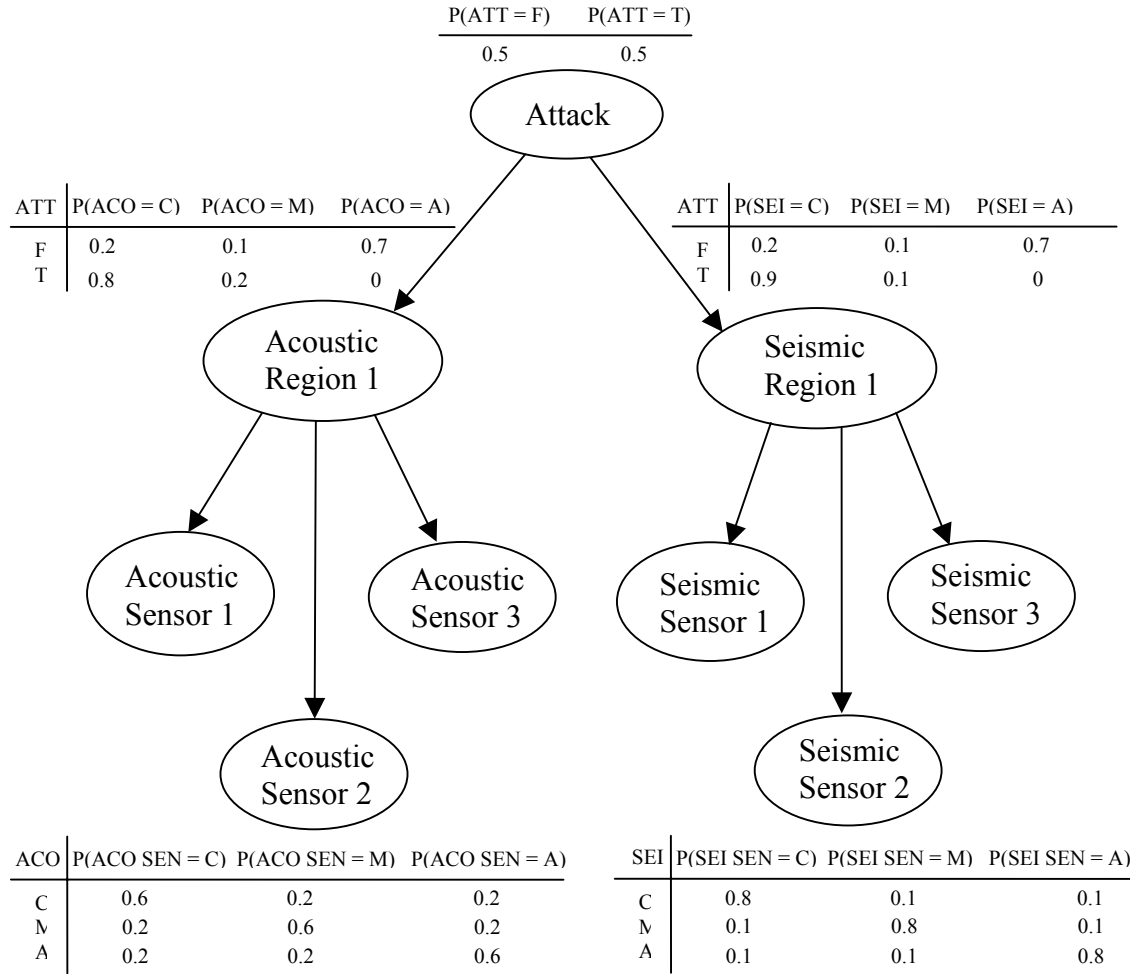 P(ATT = F) P(ATT = T)
0.5 0.5
Attack
ATT P(ACO = C) P(ACO = M) P(ACO = A)
F 0.2 0.1 0.7
T 0.8 0.2 0
ATT P(SEI = C) P(SEI = M) P(SEI = A)
F 0.2 0.1 0.7
T 0.9 0.1 0
Acoustic
Region 1
Seismic
Region 1
Acoustic
Sensor 1
Acoustic
Sensor 3
Seismic
Sensor 1
Seismic
Sensor 3
Acoustic
Sensor 2
Seismic
Sensor 2
ACO P(ACO SEN = C) P(ACO SEN = M) P(ACO SEN = A)
C 0.6 0.2 0.2
M 0.2 0.6 0.2
A 0.2 0.2 0.6
SEI P(SEI SEN = C) P(SEI SEN = M) P(SEI SEN = A)
C 0.8 0.1 0.1
M 0.1 0.8 0.1
A 0.1 0.1 0.8